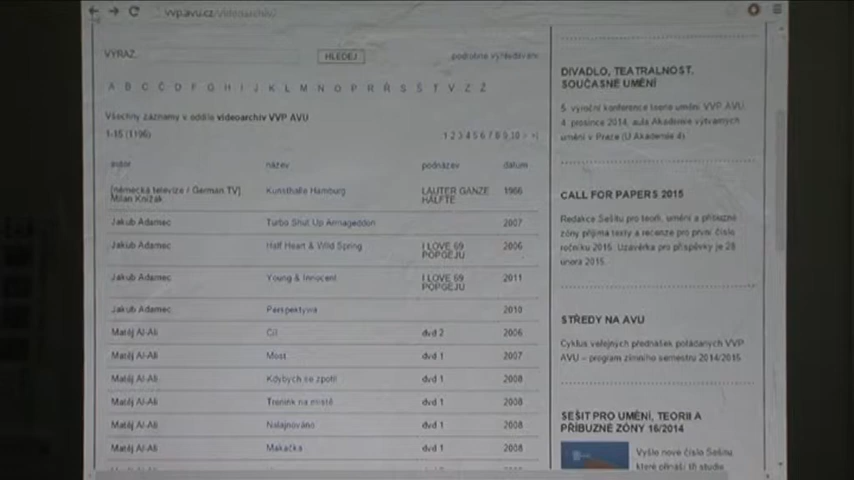 vvp.avu.cz/videoarchiv/
VÝRAZ
HLEDEJ
podrobné vyhledávání
A B C Č D F G H I J K L M N O P R Ř S Š T V Z Ž
Všechny záznamy v oddíle videoarchiv VVP AVU
1-15 (1196)
1 2 3 4 5 6 7 8 9 10 > >|
autor název podnázev datum
[německá televize / German TV] Kunsthalle Hamburg LAUTER GANZE 1966
Milan Knížák HÄLFTE
Jakub Adamec Turbo Shut Up Armageddon 2007
Jakub Adamec Half Heart & Wild Spring I LOVE 69 2006
POPGEJU
Jakub Adamec Young & Innocent I LOVE 69 2011
POPGEJU
Jakub Adamec Perspektywa 2010
Matěj Al-Ali Cíl dvd 2 2006
Matěj Al-Ali Most dvd 1 2007
Matěj Al-Ali Kdybych se zpotil dvd 1 2008
Matěj Al-Ali Trenink na místě dvd 1 2008
Matěj Al-Ali Nalajnováno dvd 1 2008
Matěj Al-Ali Makačka dvd 1 2008
DIVADLO, TEATRALNOST,
SOUČASNÉ UMĚNÍ
5. výroční konference teorie umění VVP AVU,
4. prosince 2014, aula Akademie výtvarných
umění v Praze (U Akademie 4)
CALL FOR PAPERS 2015
Redakce Sešitu pro teorii, umění a příbuzné
zóny přijímá texty a recenze pro první číslo
ročníku 2015. Uzávěrka pro příspěvky je 28.
února 2015.
STŘEDY NA AVU
Cyklus veřejných přednášek pořádaných VVP
AVU – program zimního semestru 2014/2015
SEŠIT PRO UMĚNÍ, TEORII A
PŘÍBUZNÉ ZÓNY 16/2014
Vyšlo nové číslo Sešitu,
které přináší tři studie